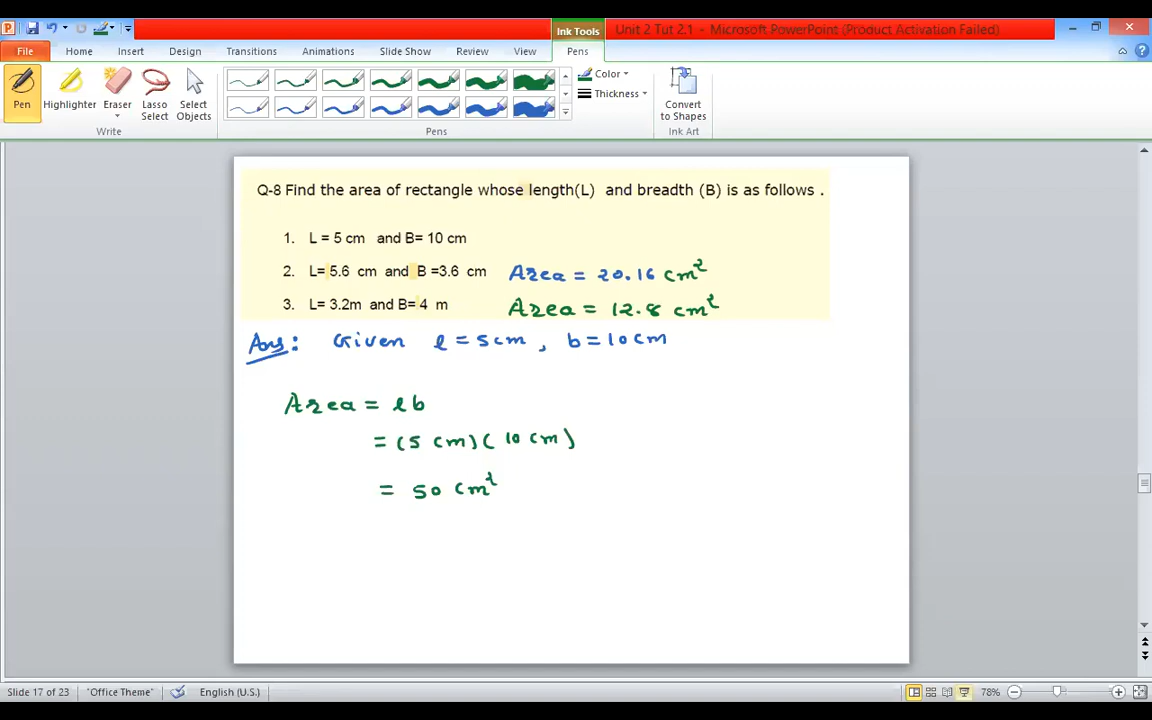 Ink Tools
Unit 2 Tut 2.1 - Microsoft PowerPoint (Product Activation Failed)
File Home Insert Design Transitions Animations Slide Show Review View Pens
Pen Highlighter Eraser Lasso Select Select Objects
Color
Thickness
Convert to Shapes
Write Pens Ink Art
Q-8 Find the area of rectangle whose length(L) and breadth (B) is as follows .
1. L = 5 cm and B= 10 cm
2. L= 5.6 cm and B =3.6 cm Area = 20.16 cm²
3. L= 3.2m and B= 4 m Area = 12.8 cm²
Ans: Given l = 5cm , b = 10cm
Area = lb
= (5 cm)( 10 cm)
= 50 cm²
Slide 17 of 23 "Office Theme" English (U.S.) 78%